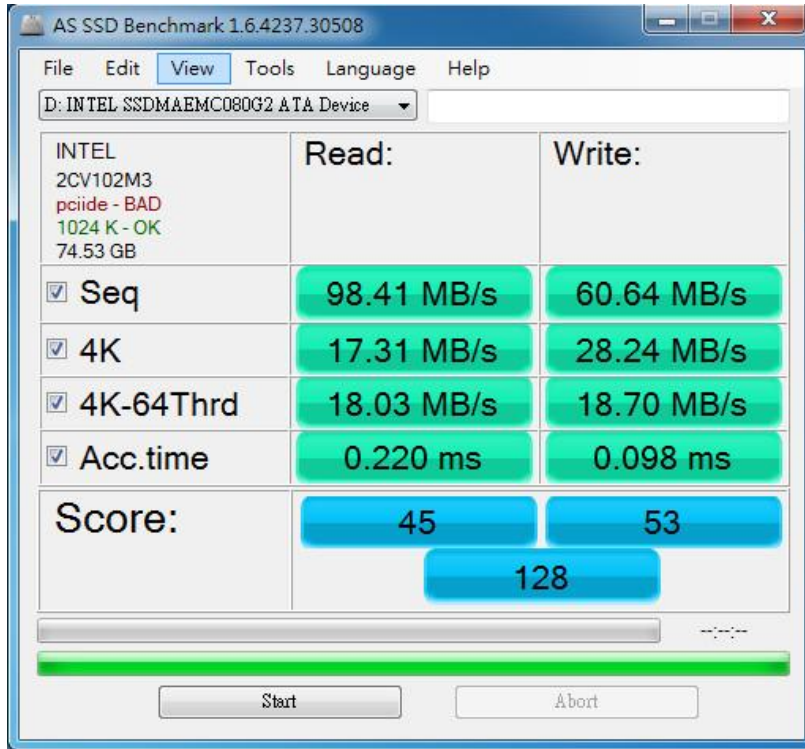 AS SSD Benchmark 1.6.4237.30508
File Edit View Tools Language Help
D: INTEL SSDMAEMC080G2 ATA Device
INTEL
2CV102M3
pciide - BAD
1024 K - OK
74.53 GB
Read: Write:
Seq 98.41 MB/s 60.64 MB/s
4K 17.31 MB/s 28.24 MB/s
4K-64Thrd 18.03 MB/s 18.70 MB/s
Acc.time 0.220 ms 0.098 ms
Score: 45 53
128
--:--:--
Start Abort